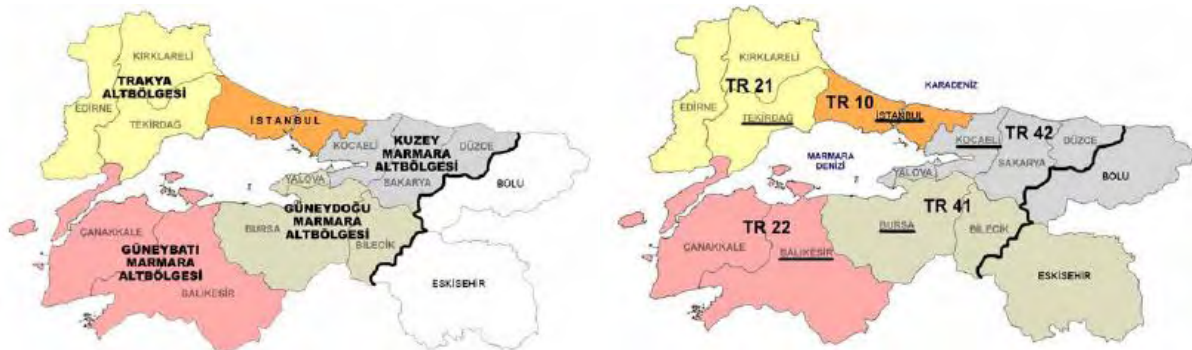 KIRKLARELİ
TRAKYA
ALTBÖLGESİ
EDİRNE
TEKİRDAĞ
İSTANBUL
KOCAELİ
DÜZCE
KUZEY
MARMARA
ALTBÖLGESİ
SAKARYA
YALOVA
BOLU
GÜNEYDOĞU
MARMARA
ALTBÖLGESİ
BURSA
BİLECİK
ÇANAKKALE
GÜNEYBATI
MARMARA
ALTBÖLGESİ
BALIKESİR
ESKİSEHİR
KIRKLARELİ
TR 21
EDİRNE
TEKİRDAĞ
TR 10
İSTANBUL
KARADENİZ
KOCAELİ
TR 42
DÜZCE
MARMARA
DENİZİ
SAKARYA
YALOVA
BOLU
TR 41
BURSA
BİLECİK
TR 22
ÇANAKKALE
BALIKESİR
ESKİSEHİR